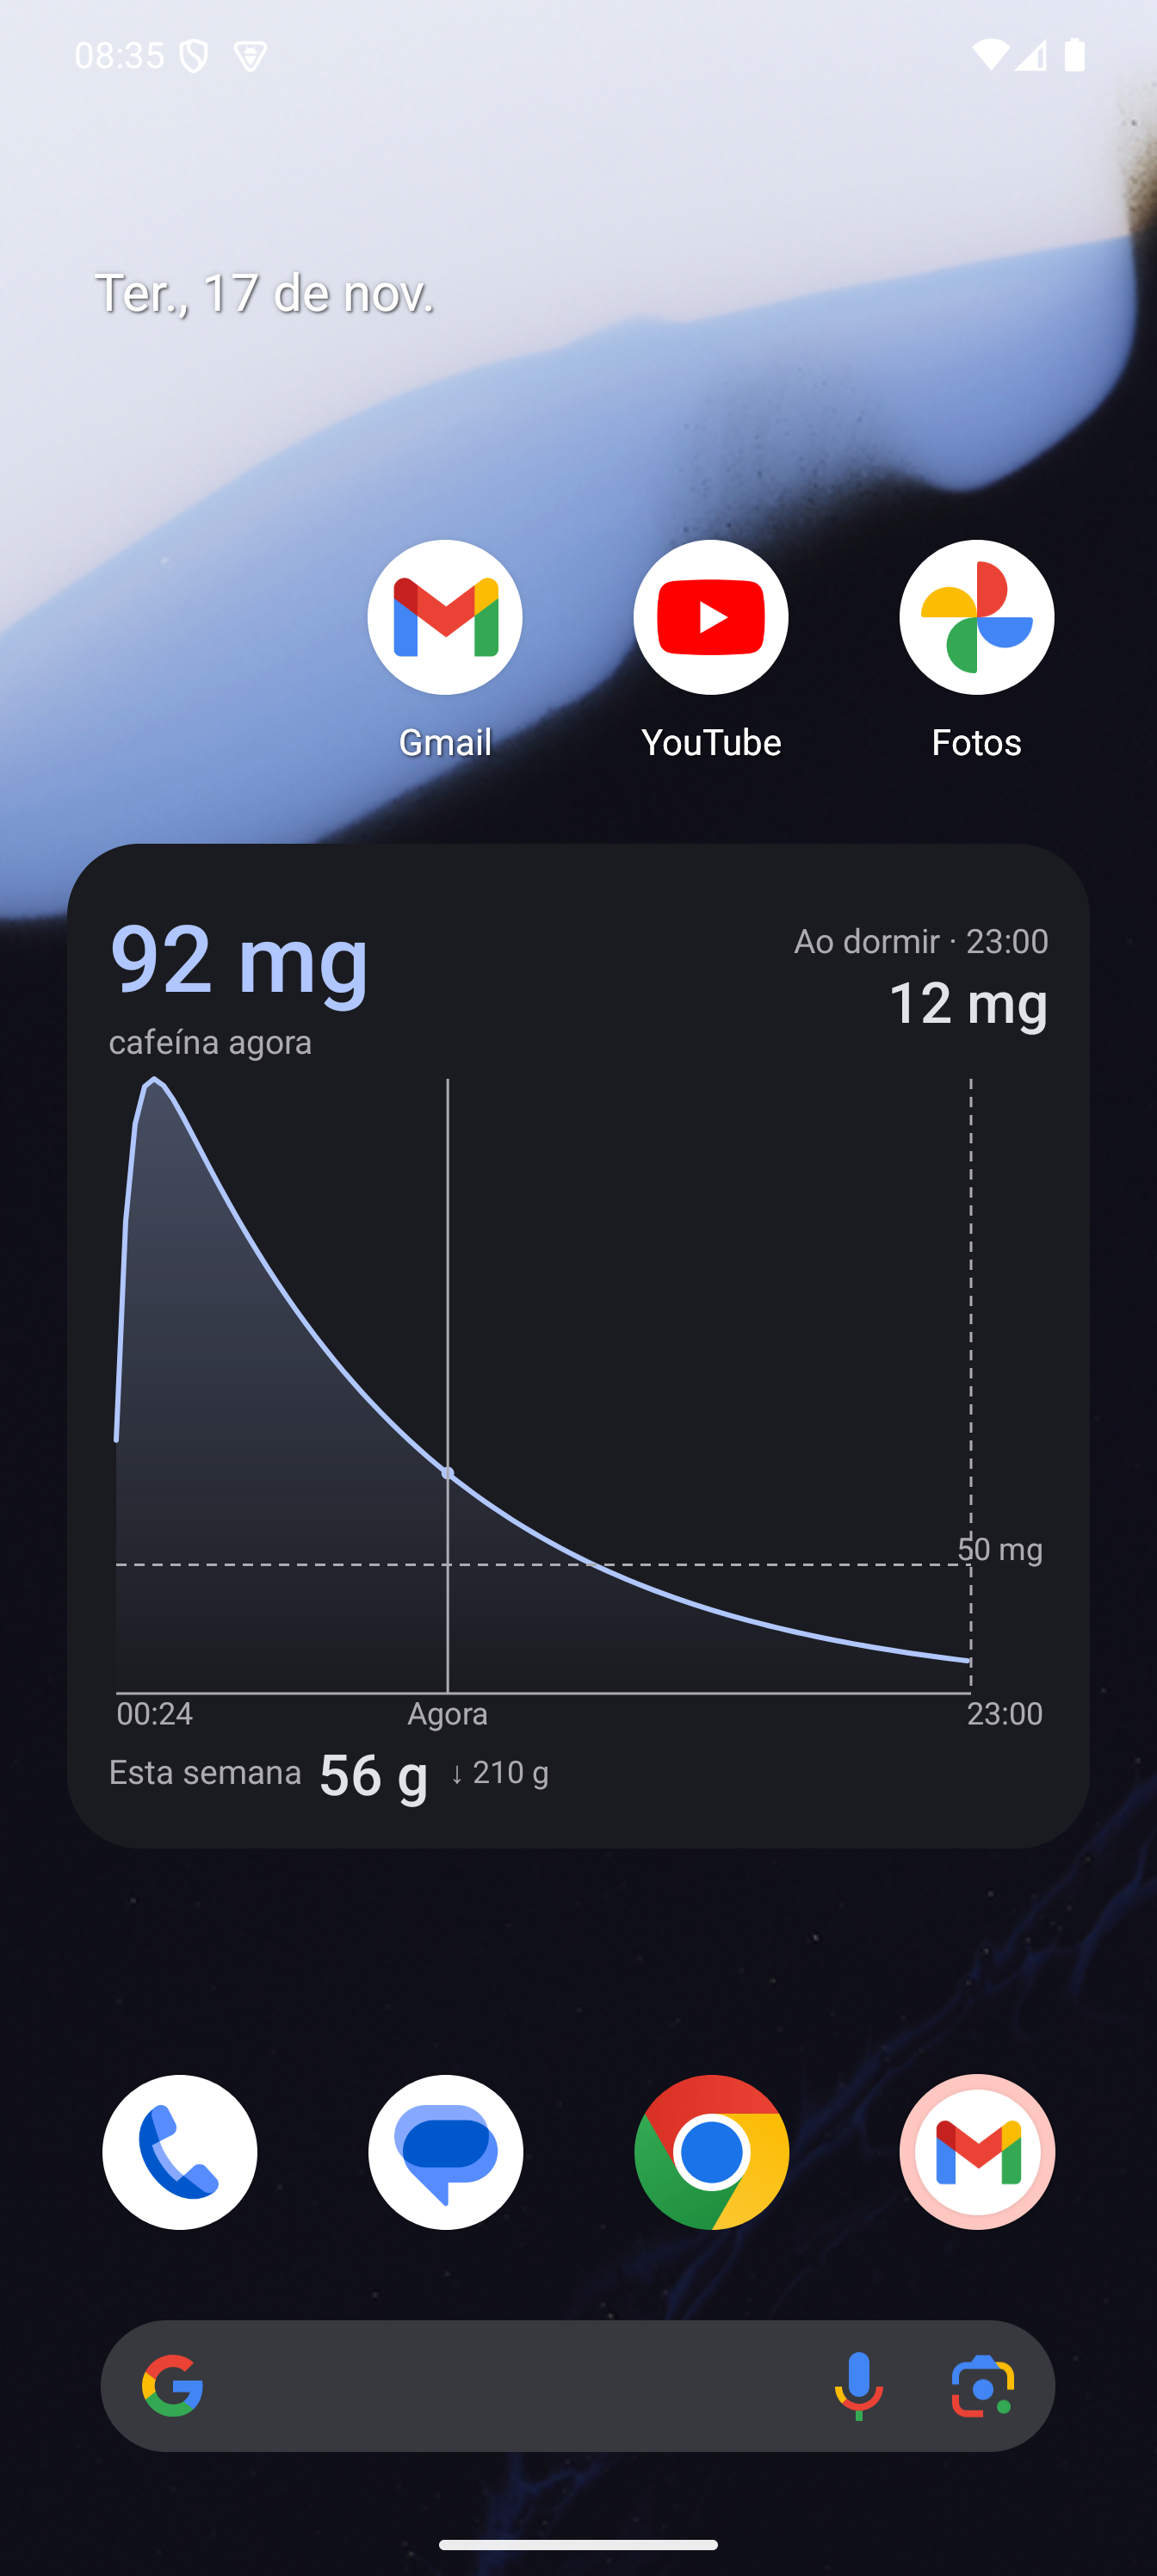 08:35
Ter., 17 de nov.
Gmail
YouTube
Fotos
92 mg
cafeína agora
Ao dormir · 23:00
12 mg
50 mg
00:24
Agora
23:00
Esta semana 56 g ↓ 210 g